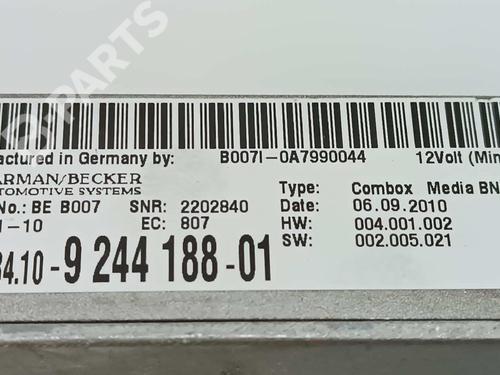 PARTS
actured in Germany by: B007I-0A7990044 12Volt (Min
ARMAN/BECKER
TOMOTIVE SYSTEMS
No.: BE B007 SNR: 2202840
I-10 EC: 807
Type: Combox Media BN
Date: 06.09.2010
HW: 004.001.002
SW: 002.005.021
84.10-9 244 188-01